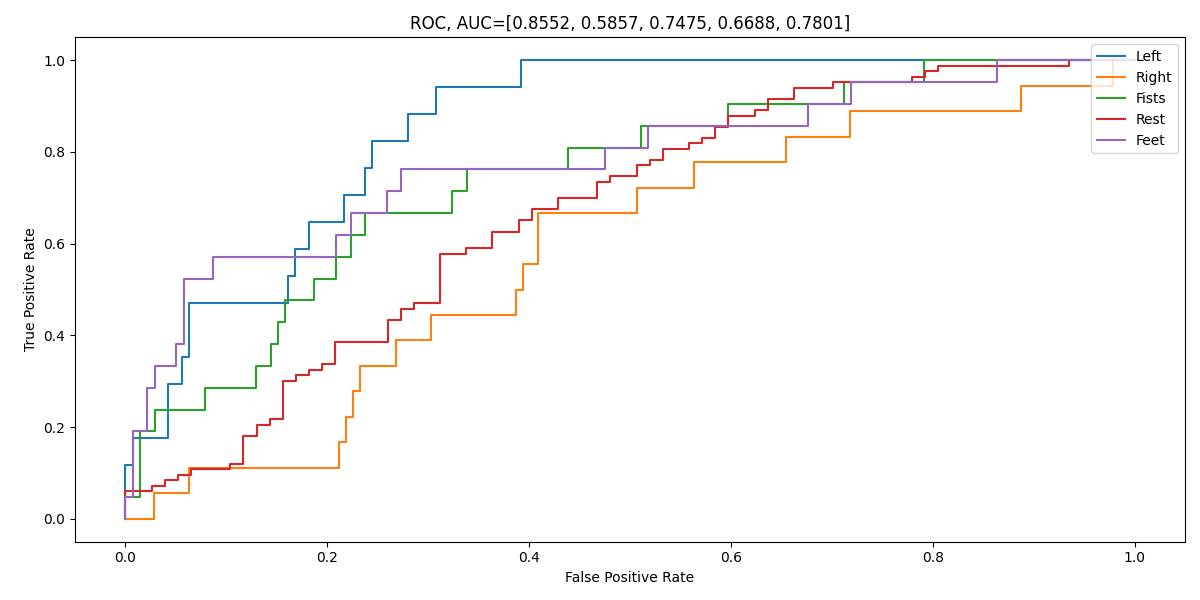 ROC, AUC=[0.8552, 0.5857, 0.7475, 0.6688, 0.7801]
True Positive Rate
1.0
0.8
0.6
0.4
0.2
0.0
Left
Right
Fists
Rest
Feet
0.0 0.2 0.4 0.6 0.8 1.0
False Positive Rate